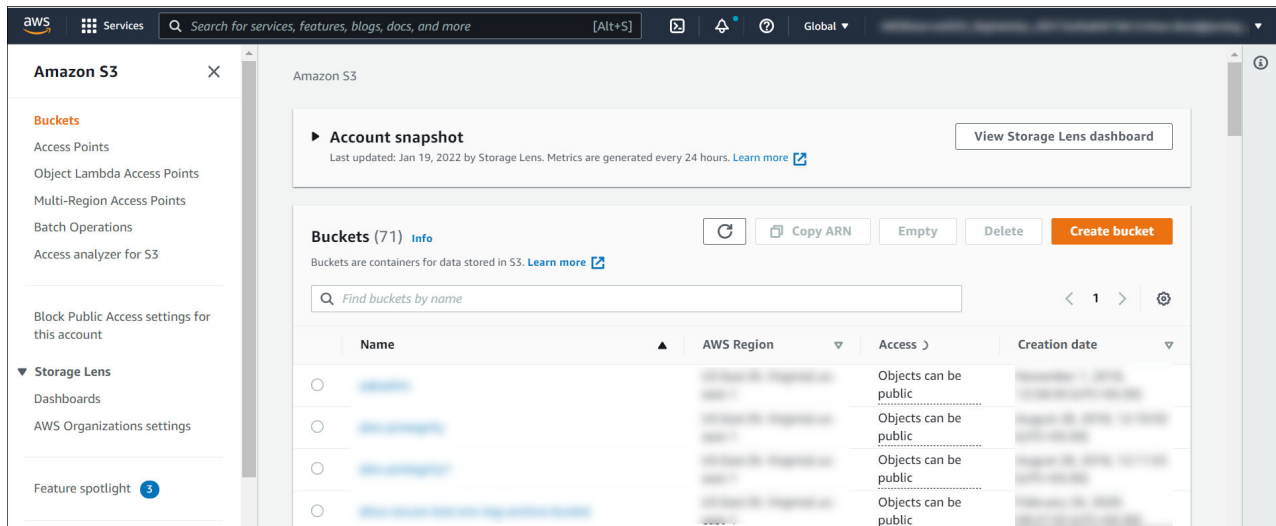 aws
Services
Search for services, features, blogs, docs, and more
[Alt+S]
Global ▼
Amazon S3
Buckets
Access Points
Object Lambda Access Points
Multi-Region Access Points
Batch Operations
Access analyzer for S3
Block Public Access settings for
this account
▼ Storage Lens
Dashboards
AWS Organizations settings
Feature spotlight 3
Amazon S3
▶ Account snapshot
Last updated: Jan 19, 2022 by Storage Lens. Metrics are generated every 24 hours. Learn more
View Storage Lens dashboard
Buckets (71) Info
Copy ARN
Empty
Delete
Create bucket
Buckets are containers for data stored in S3. Learn more
Find buckets by name
< 1 >
Name ▲ AWS Region ▽ Access Creation date ▽
Objects can be
public
Objects can be
public
Objects can be
public
Objects can be
public